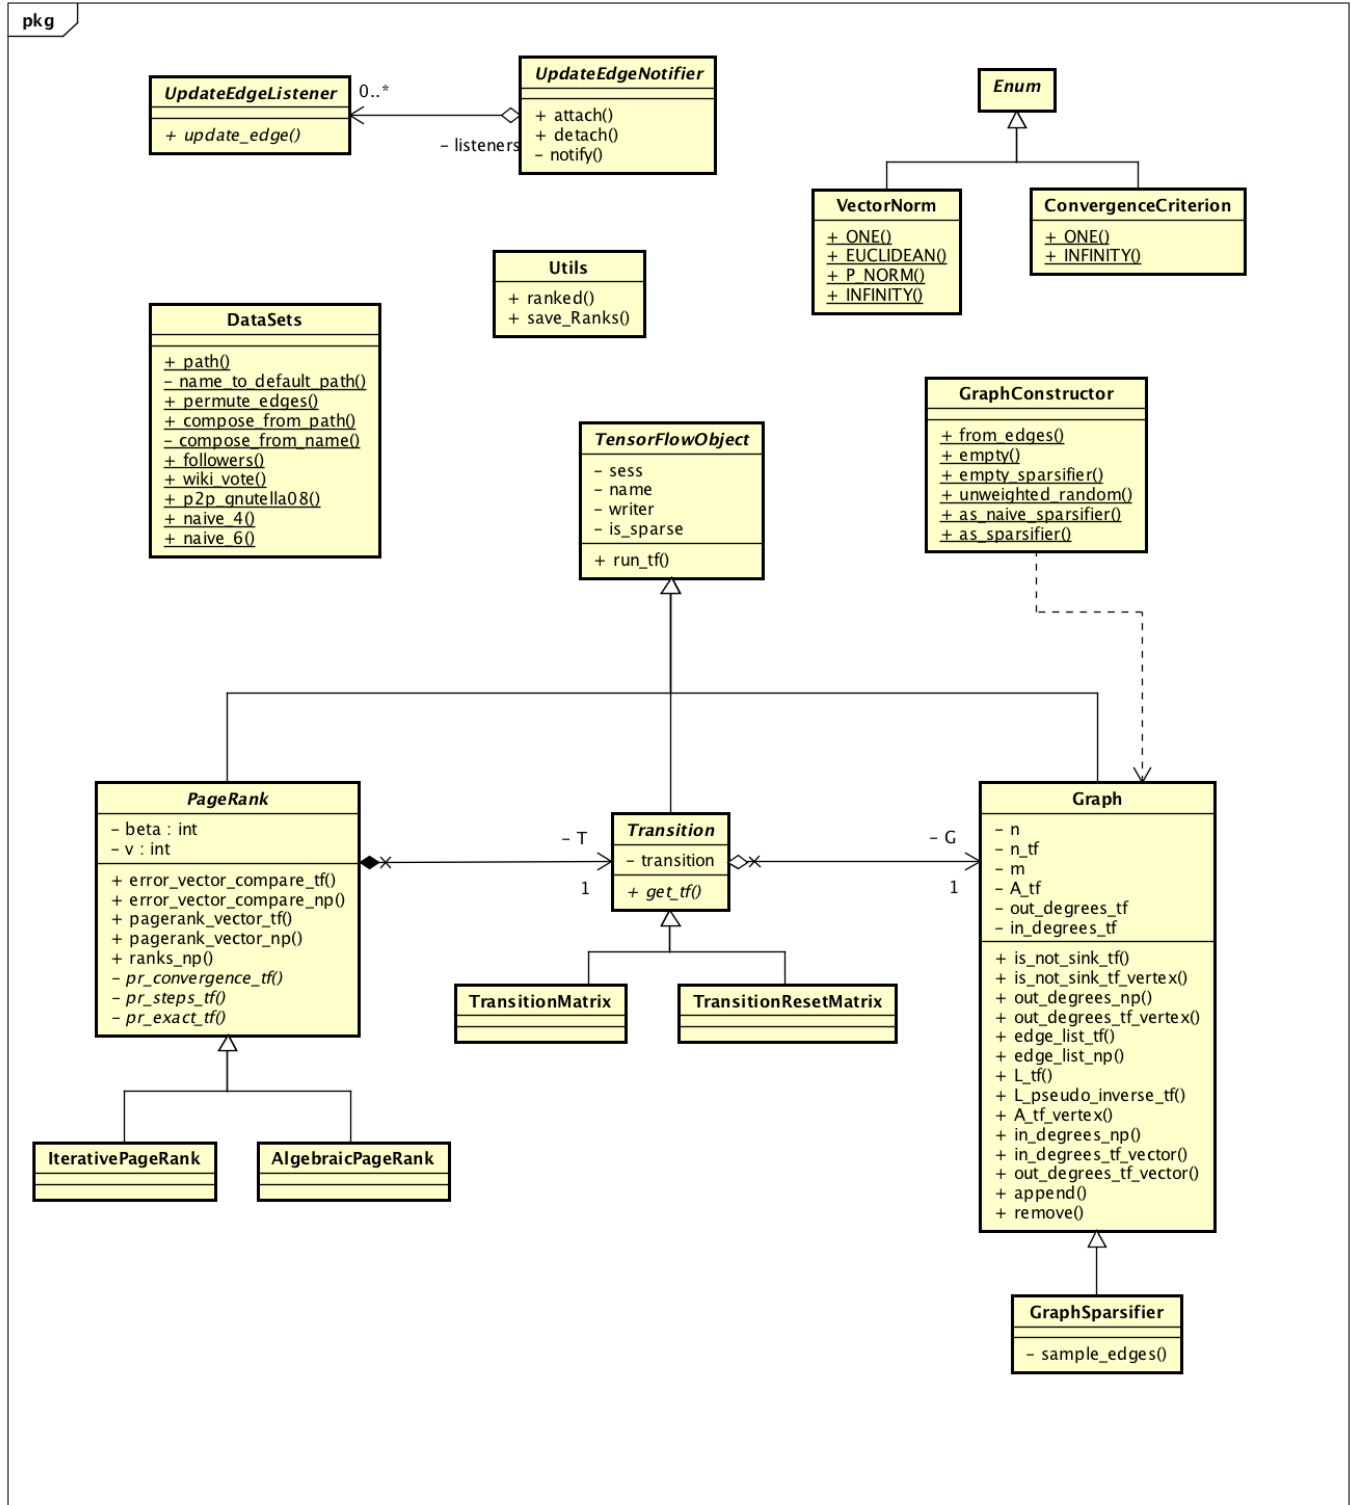 pkg
UpdateEdgeListener
+ update_edge()
0..*
– listeners
UpdateEdgeNotifier
+ attach()
+ detach()
– notify()
Enum
VectorNorm
+ ONE()
+ EUCLIDEAN()
+ P_NORM()
+ INFINITY()
ConvergenceCriterion
+ ONE()
+ INFINITY()
Utils
+ ranked()
+ save_Ranks()
DataSets
+ path()
– name_to_default_path()
+ permute_edges()
+ compose_from_path()
– compose_from_name()
+ followers()
+ wiki_vote()
+ p2p_gnutella08()
+ naive_4()
+ naive_6()
TensorFlowObject
– sess
– name
– writer
– is_sparse
+ run_tf()
GraphConstructor
+ from_edges()
+ empty()
+ empty_sparsifier()
+ unweighted_random()
+ as_naive_sparsifier()
+ as_sparsifier()
PageRank
– beta : int
– v : int
+ error_vector_compare_tf()
+ error_vector_compare_np()
+ pagerank_vector_tf()
+ pagerank_vector_np()
+ ranks_np()
– pr_convergence_tf()
– pr_steps_tf()
– pr_exact_tf()
– T
1
Transition
– transition
+ get_tf()
– G
1
Graph
– n
– n_tf
– m
– A_tf
– out_degrees_tf
– in_degrees_tf
+ is_not_sink_tf()
+ is_not_sink_tf_vertex()
+ out_degrees_np()
+ out_degrees_tf_vertex()
+ edge_list_tf()
+ edge_list_np()
+ L_tf()
+ L_pseudo_inverse_tf()
+ A_tf_vertex()
+ in_degrees_np()
+ in_degrees_tf_vector()
+ out_degrees_tf_vector()
+ append()
+ remove()
TransitionMatrix
TransitionResetMatrix
IterativePageRank
AlgebraicPageRank
GraphSparsifier
– sample_edges()